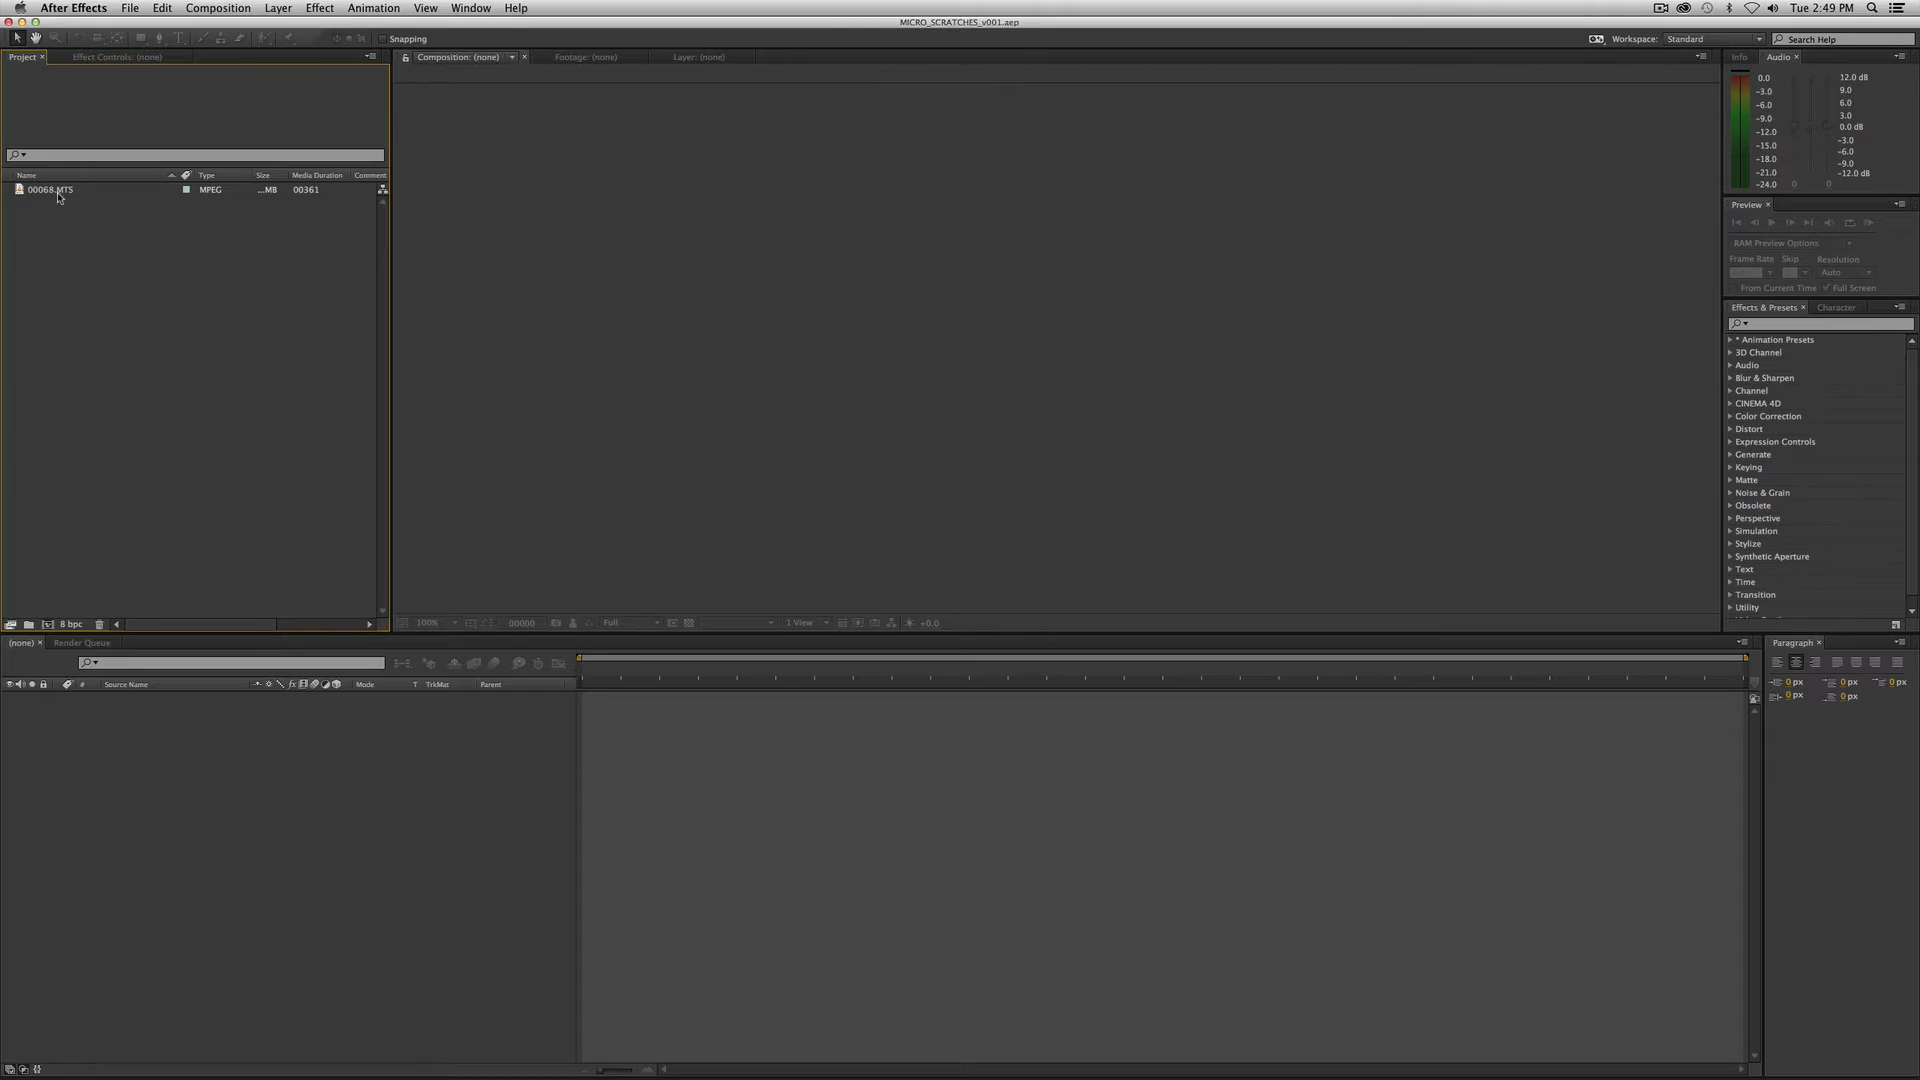 After Effects File Edit Composition Layer Effect Animation View Window Help Tue 2:49 PM
MICRO_SCRATCHES_v001.aep
Snapping Workspace: Standard Search Help
Project Effect Controls: (none) Composition: (none) Footage: (none) Layer: (none) Info Audio
0.0 12.0 dB
-3.0 9.0
-6.0 6.0
-9.0 3.0
-12.0 0.0 dB
-15.0 -3.0
-18.0 -6.0
-21.0 -9.0
-24.0 0 0 -12.0 dB
Name Type Size Media Duration Comment
00068.MTS MPEG ...MB 00361
Preview
RAM Preview Options
Frame Rate Skip Resolution
Auto
From Current Time Full Screen
Effects & Presets Character
* Animation Presets
3D Channel
Audio
Blur & Sharpen
Channel
CINEMA 4D
Color Correction
Distort
Expression Controls
Generate
Keying
Matte
Noise & Grain
Obsolete
Perspective
Simulation
Stylize
Synthetic Aperture
Text
Time
Transition
Utility
8 bpc 100% 00000 Full 1 View +0.0
(none) Render Queue Paragraph
# Source Name fx Mode T TrkMat Parent
0 px 0 px 0 px
0 px 0 px